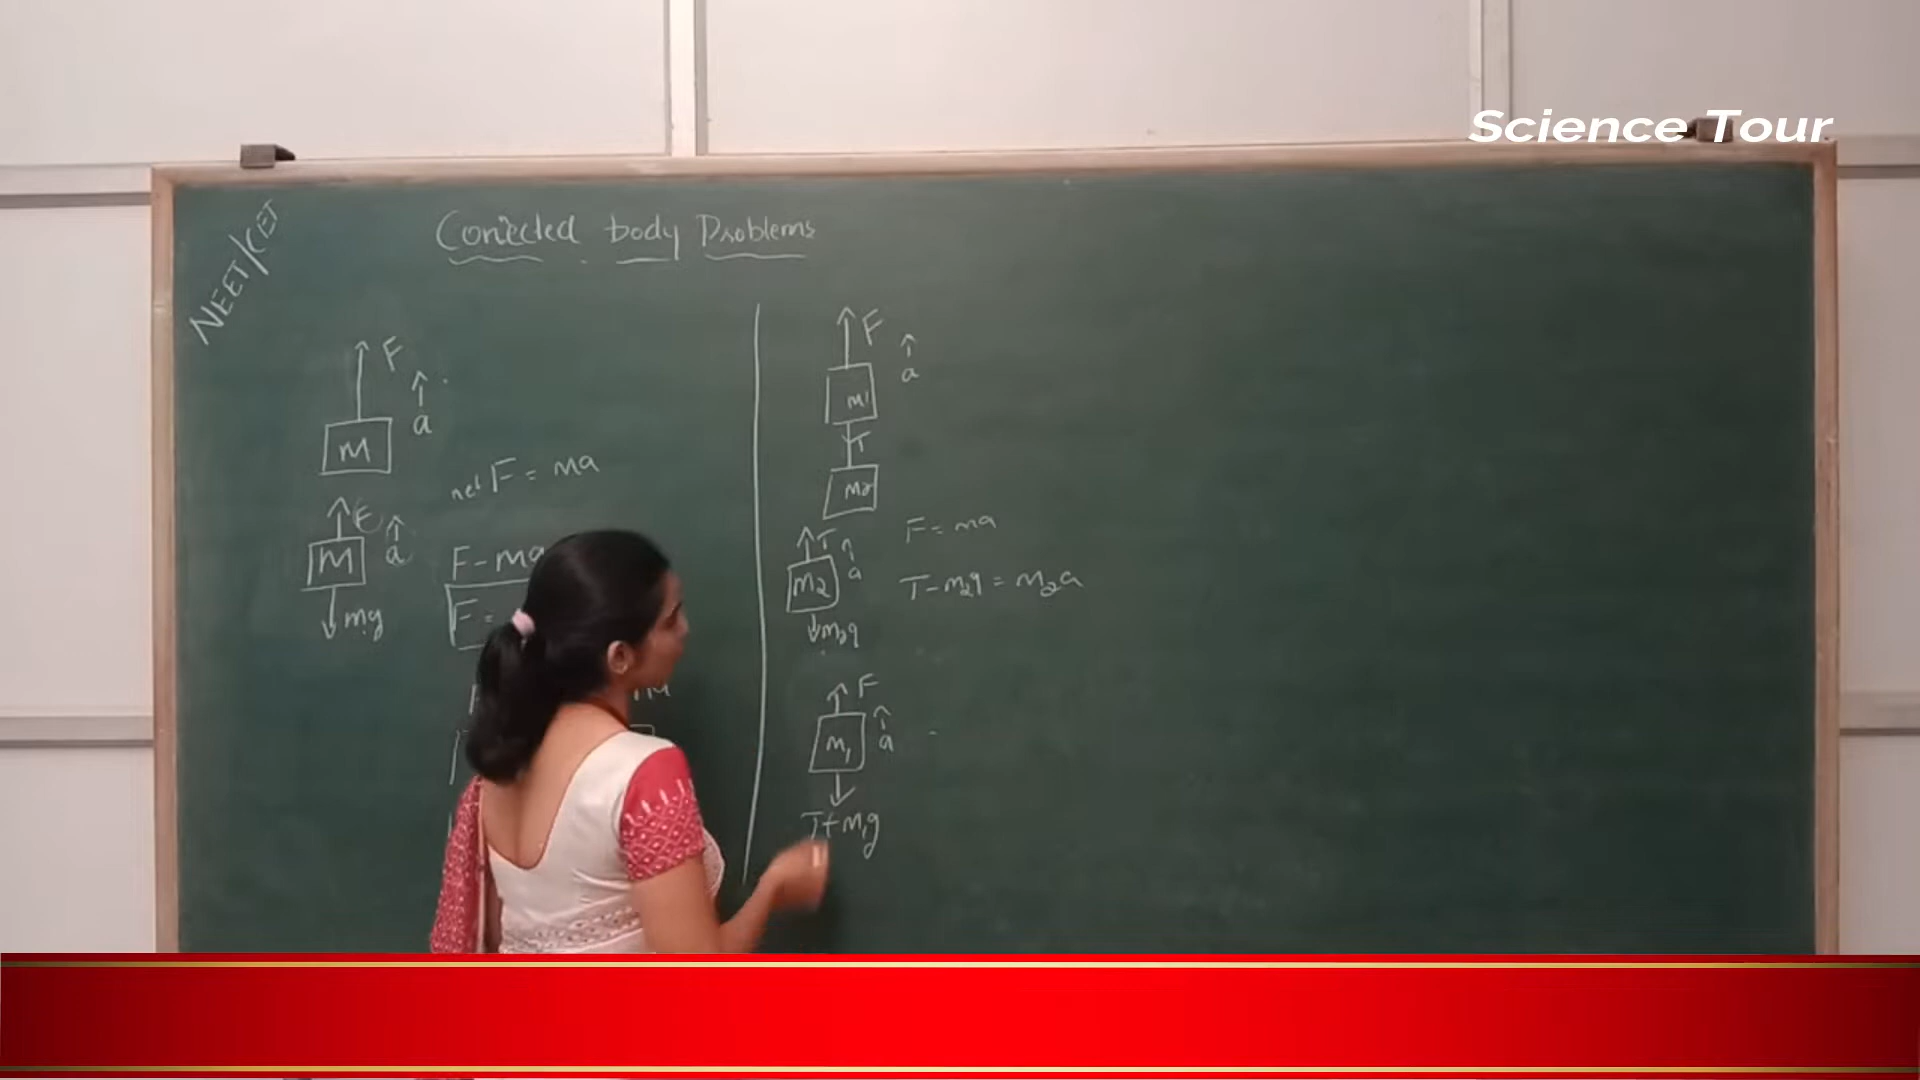 Science Tour
NEET/CET
Conected body Problems
F
a
m
net F = ma
F
a
m
mg
F - mg
F =
F
a
m1
T
m2
F = ma
T
a
m2
m2g
T - m2g = m2a
F
a
m1
T + m1g